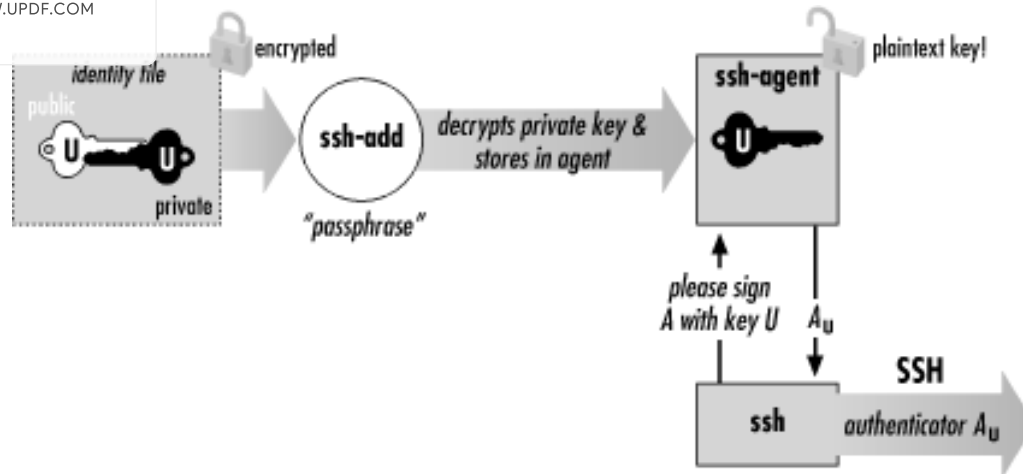 W.UPDF.COM
encrypted
plaintext key!
identity file
public
U
U
private
ssh-add
"passphrase"
decrypts private key &
stores in agent
ssh-agent
U
please sign
A with key U
AU
ssh
SSH
authenticator AU